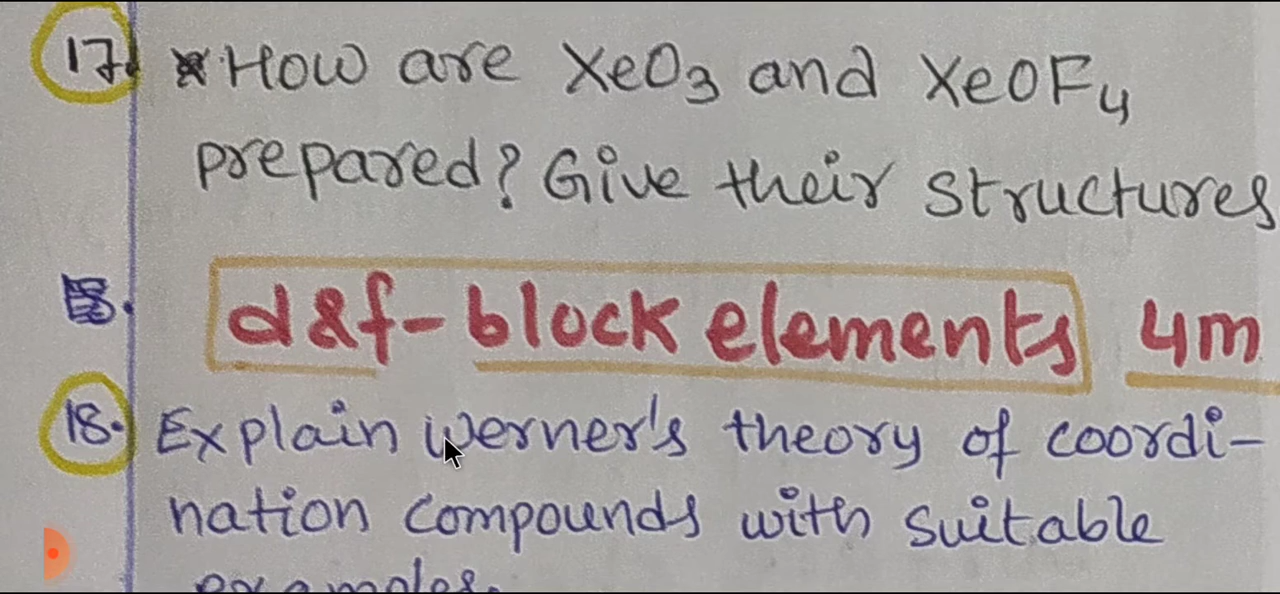 17. How are XeO3 and XeOF4
prepared? Give their structures
d&f-block elements 4m
18. Explain werner's theory of coordi-
nation compounds with suitable
examples.